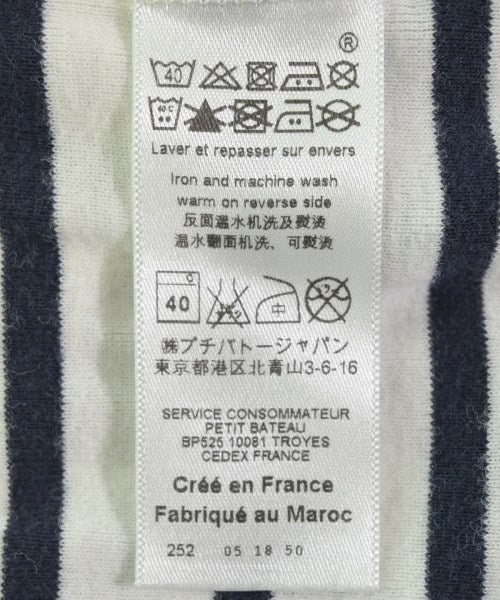 ®
40
40 C
Laver et repasser sur envers
Iron and machine wash
warm on reverse side
反面温水机洗及熨烫
温水翻面机洗、可熨烫
C
40
中
㈱プチバトージャパン
東京都港区北青山3-6-16
SERVICE CONSOMMATEUR
PETIT BATEAU
BP525 10081 TROYES
CEDEX FRANCE
Créé en France
Fabriqué au Maroc
252 05 18 50